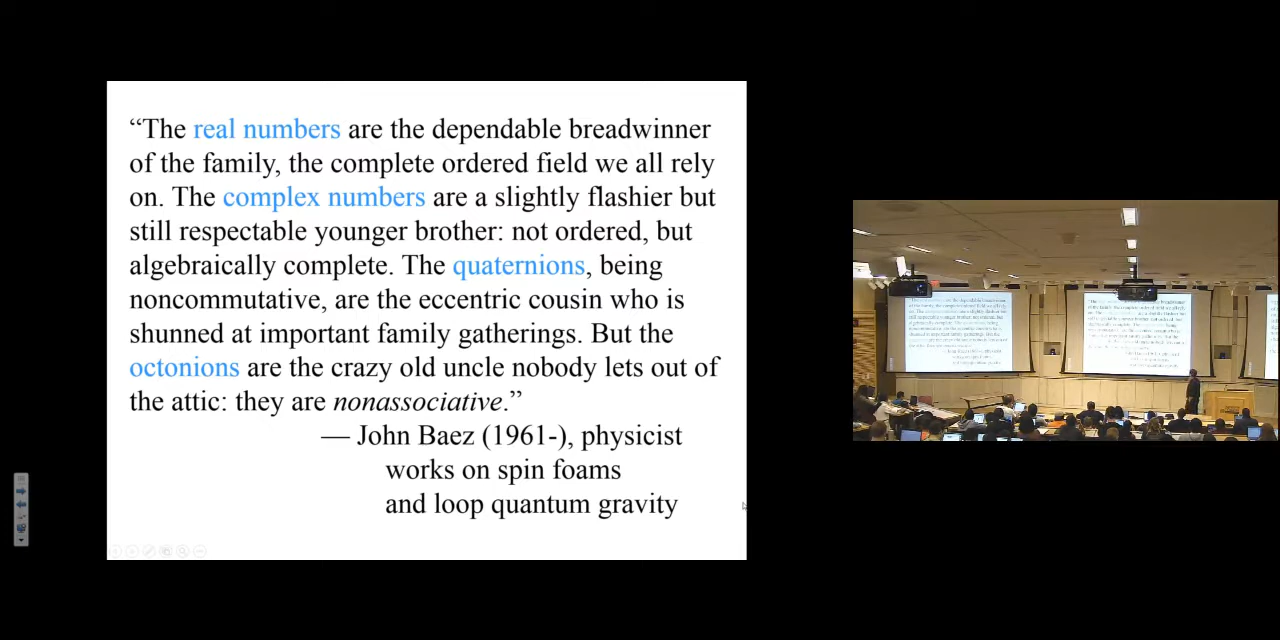 “The real numbers are the dependable breadwinner
of the family, the complete ordered field we all rely
on. The complex numbers are a slightly flashier but
still respectable younger brother: not ordered, but
algebraically complete. The quaternions, being
noncommutative, are the eccentric cousin who is
shunned at important family gatherings. But the
octonions are the crazy old uncle nobody lets out of
the attic: they are nonassociative.”
— John Baez (1961-), physicist
works on spin foams
and loop quantum gravity